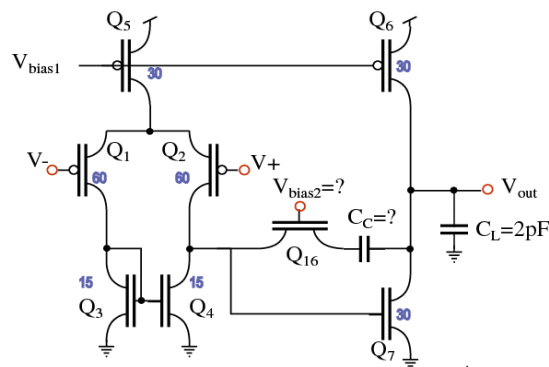 Q5
Q6
Vbias1
30
30
V-
Q1
Q2
V+
60
60
Vbias2=?
Vout
CC=?
CL=2pF
Q16
15
15
Q3
Q4
30
Q7